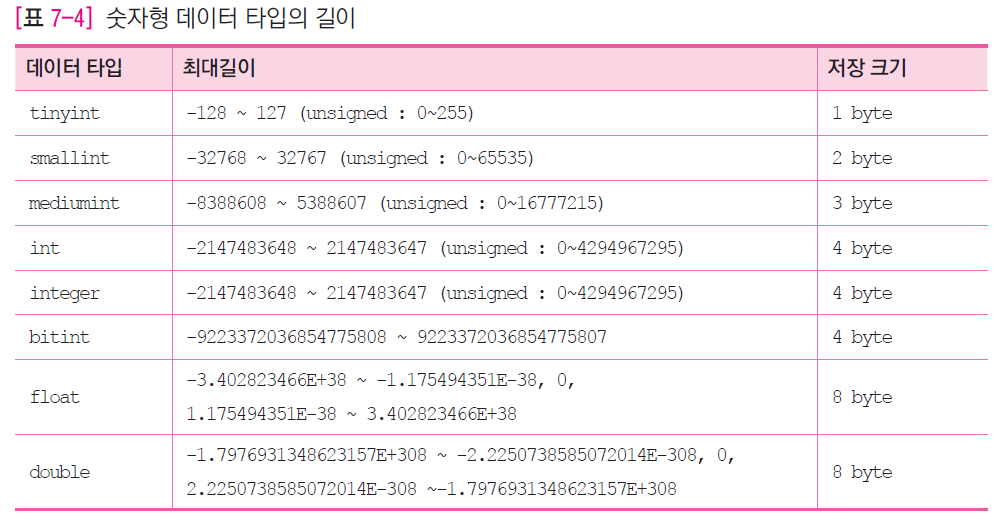 [표 7-4] 숫자형 데이터 타입의 길이
데이터 타입 최대길이 저장 크기
tinyint -128 ~ 127 (unsigned : 0~255) 1 byte
smallint -32768 ~ 32767 (unsigned : 0~65535) 2 byte
mediumint -8388608 ~ 5388607 (unsigned : 0~16777215) 3 byte
int -2147483648 ~ 2147483647 (unsigned : 0~4294967295) 4 byte
integer -2147483648 ~ 2147483647 (unsigned : 0~4294967295) 4 byte
bitint -9223372036854775808 ~ 9223372036854775807 4 byte
float -3.402823466E+38 ~ -1.175494351E-38, 0, 8 byte
1.175494351E-38 ~ 3.402823466E+38
double -1.7976931348623157E+308 ~ -2.2250738585072014E-308, 0, 8 byte
2.2250738585072014E-308 ~-1.7976931348623157E+308